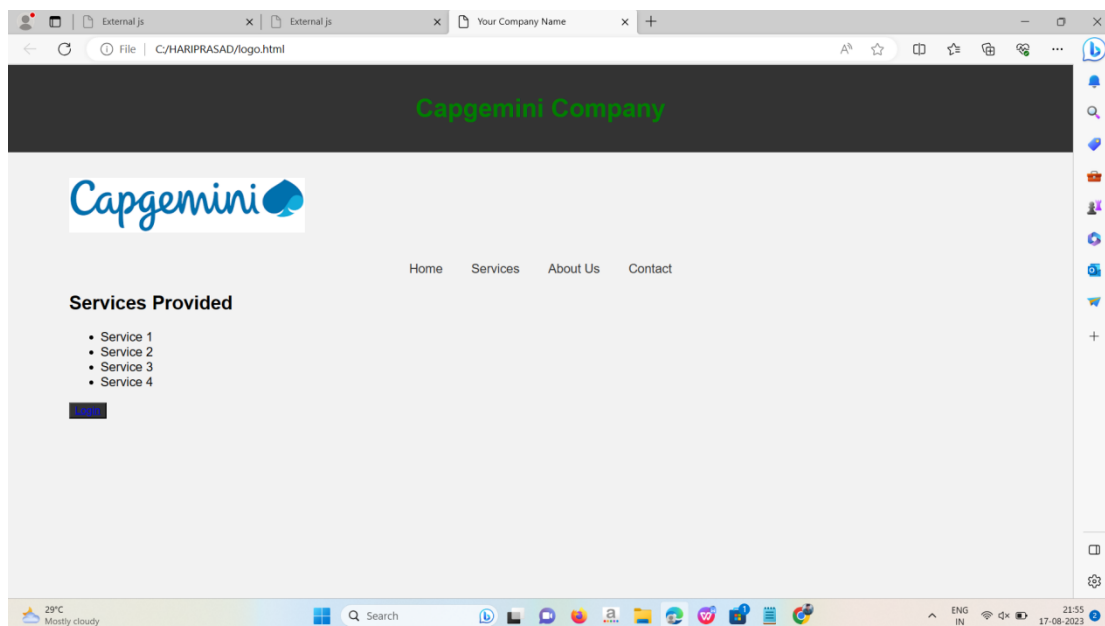 External js
External js
Your Company Name
File
C:/HARIPRASAD/logo.html
Capgemini Company
Capgemini
Home Services About Us Contact
Services Provided
• Service 1
• Service 2
• Service 3
• Service 4
Login
29°C
Mostly cloudy
Search
ENG
IN
21:55
17-08-2023
2